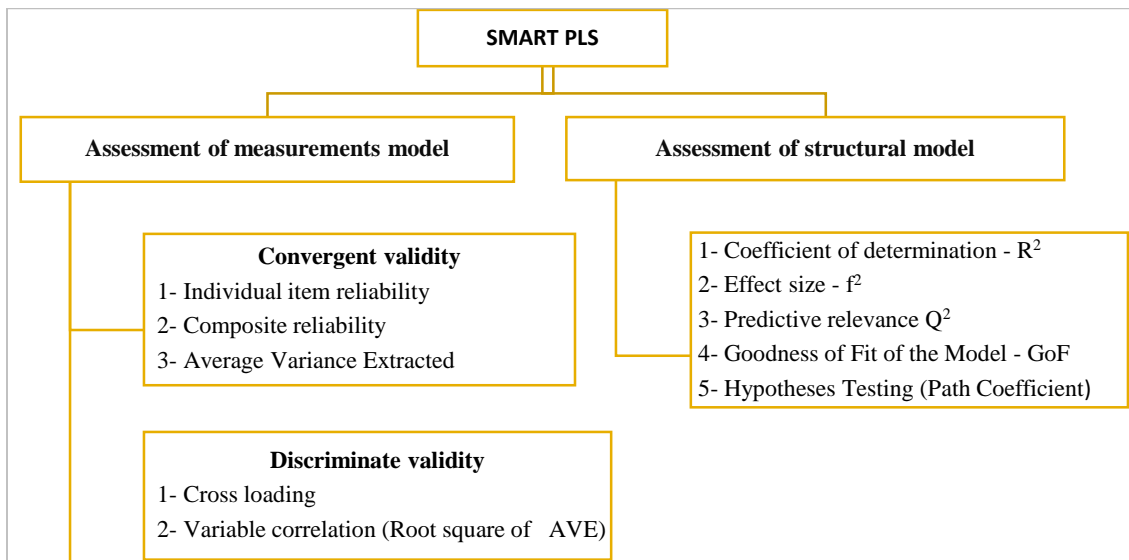 SMART PLS
Assessment of measurements model
Assessment of structural model
Convergent validity
1- Individual item reliability
2- Composite reliability
3- Average Variance Extracted
1- Coefficient of determination - R²
2- Effect size - f²
3- Predictive relevance Q²
4- Goodness of Fit of the Model - GoF
5- Hypotheses Testing (Path Coefficient)
Discriminate validity
1- Cross loading
2- Variable correlation (Root square of AVE)